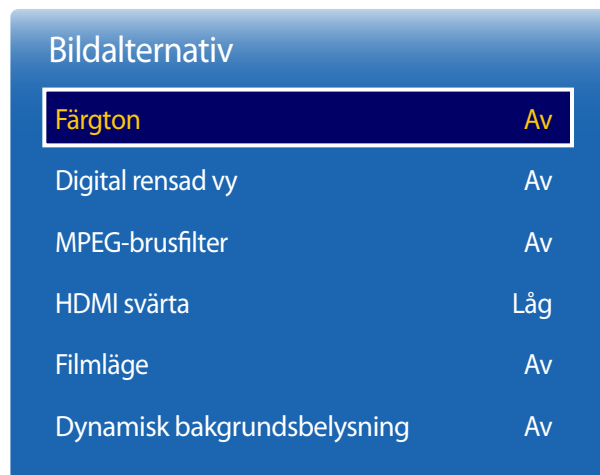 Bildalternativ
Färgton Av
Digital rensad vy Av
MPEG-brusfilter Av
HDMI svärta Låg
Filmläge Av
Dynamisk bakgrundsbelysning Av